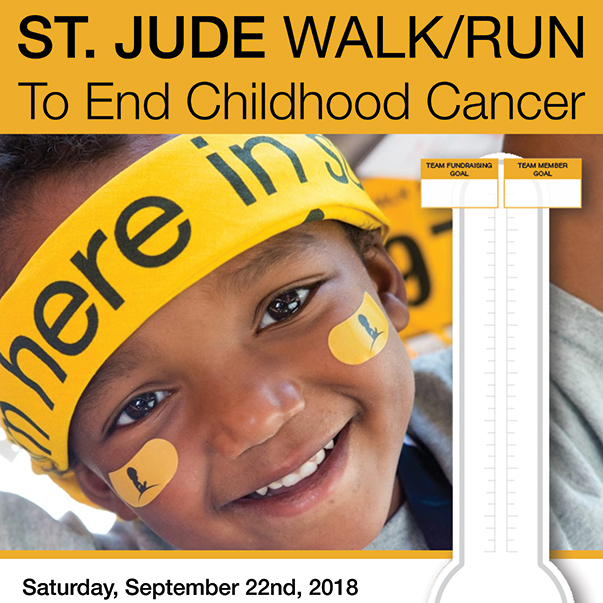 ST. JUDE WALK/RUN
To End Childhood Cancer
TEAM FUNDRAISING
GOAL
TEAM MEMBER
GOAL
here in
Saturday, September 22nd, 2018